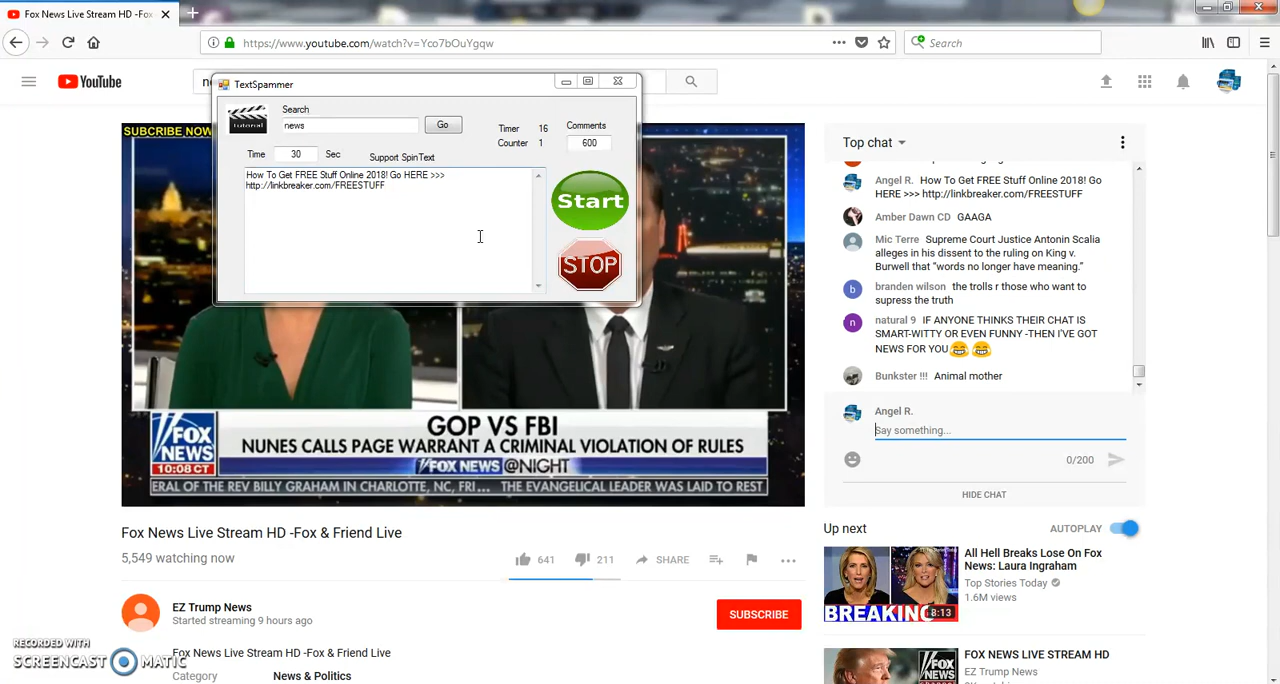 Fox News Live Stream HD -Fox
https://www.youtube.com/watch?v=Yco7bOuYgqw
Search
YouTube
TextSpammer
Search
news
Go
Timer 16
Counter 1
Comments
600
Time 30 Sec
Support SpinText
How To Get FREE Stuff Online 2018! Go HERE >>>
http://linkbreaker.com/FREESTUFF
Start
STOP
tutorial
SUBCRIBE NOW
GOP VS FBI
NUNES CALLS PAGE WARRANT A CRIMINAL VIOLATION OF RULES
FOX NEWS
10:08 CT
FOX NEWS @NIGHT
ERAL OF THE REV BILLY GRAHAM IN CHARLOTTE, NC, FRI... THE EVANGELICAL LEADER WAS LAID TO REST
Fox News Live Stream HD -Fox & Friend Live
5,549 watching now
641
211
SHARE
EZ Trump News
Started streaming 9 hours ago
SUBSCRIBE
Fox News Live Stream HD -Fox & Friend Live
Category News & Politics
RECORDED WITH
SCREENCAST MATIC
Top chat
Angel R. How To Get FREE Stuff Online 2018! Go
HERE >>> http://linkbreaker.com/FREESTUFF
Amber Dawn CD GAAGA
Mic Terre Supreme Court Justice Antonin Scalia
alleges in his dissent to the ruling on King v.
Burwell that “words no longer have meaning.”
b
branden wilson the trolls r those who want to
supress the truth
n
natural 9 IF ANYONE THINKS THEIR CHAT IS
SMART-WITTY OR EVEN FUNNY -THEN I'VE GOT
NEWS FOR YOU😂 😂
Bunkster !!! Animal mother
Angel R.
Say something...
0/200
HIDE CHAT
Up next
AUTOPLAY
BREAKING
8:13
All Hell Breaks Lose On Fox
News: Laura Ingraham
Top Stories Today
1.6M views
FOX NEWS LIVE STREAM HD
EZ Trump News